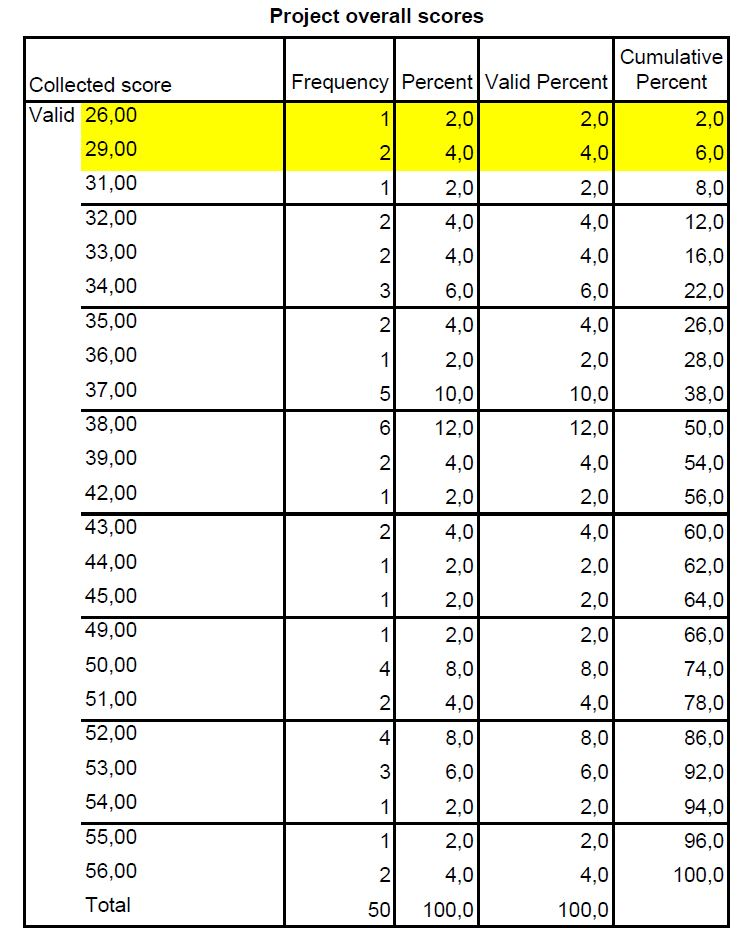 Project overall scores
Collected score Frequency Percent Valid Percent Cumulative Percent
Valid 26,00 1 2,0 2,0 2,0
29,00 2 4,0 4,0 6,0
31,00 1 2,0 2,0 8,0
32,00 2 4,0 4,0 12,0
33,00 2 4,0 4,0 16,0
34,00 3 6,0 6,0 22,0
35,00 2 4,0 4,0 26,0
36,00 1 2,0 2,0 28,0
37,00 5 10,0 10,0 38,0
38,00 6 12,0 12,0 50,0
39,00 2 4,0 4,0 54,0
42,00 1 2,0 2,0 56,0
43,00 2 4,0 4,0 60,0
44,00 1 2,0 2,0 62,0
45,00 1 2,0 2,0 64,0
49,00 1 2,0 2,0 66,0
50,00 4 8,0 8,0 74,0
51,00 2 4,0 4,0 78,0
52,00 4 8,0 8,0 86,0
53,00 3 6,0 6,0 92,0
54,00 1 2,0 2,0 94,0
55,00 1 2,0 2,0 96,0
56,00 2 4,0 4,0 100,0
Total 50 100,0 100,0